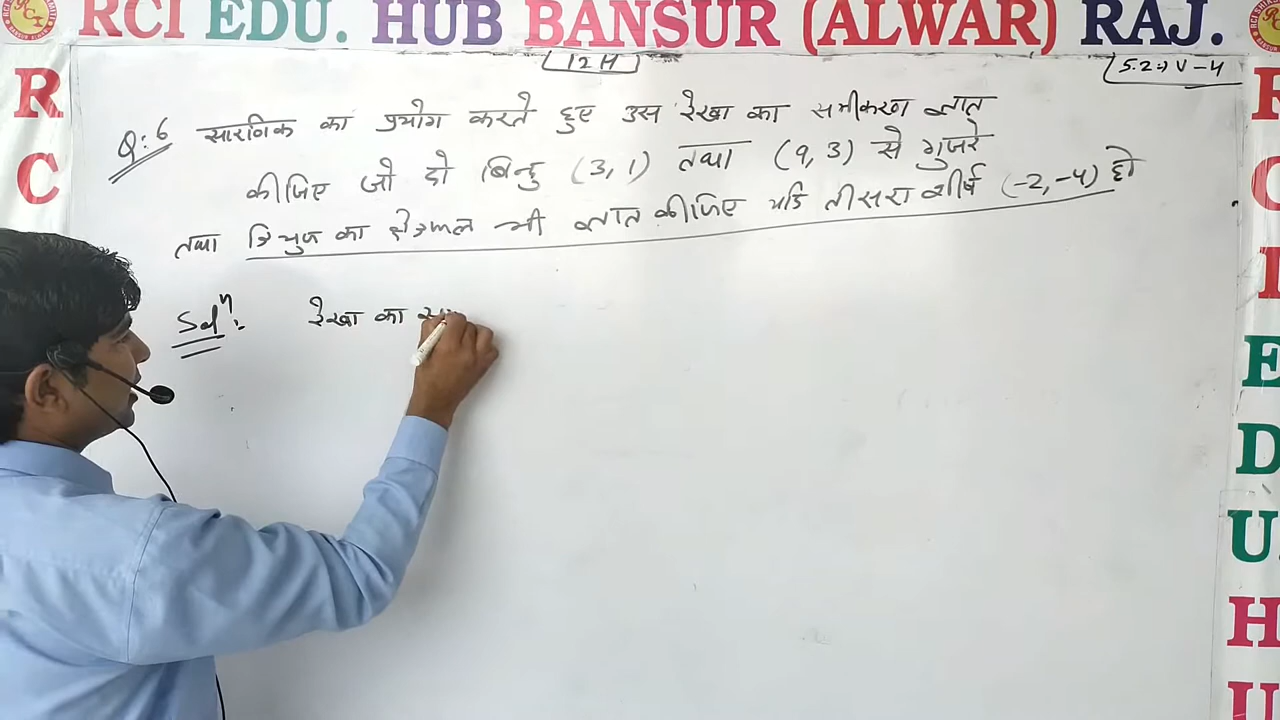 RCI EDU. HUB BANSUR (ALWAR) RAJ.
12 H
5.2 → V-4
Q:6 सारणिक का प्रयोग करते हुए उस रेखा का समीकरण ज्ञात
कीजिए जो दो बिन्दु (3, 1) तथा (9, 3) से गुजरे
तथा त्रिभुज का क्षेत्रफल भी ज्ञात कीजिए यदि तीसरा शीर्ष (-2, -4) हो
Solⁿ: रेखा का
R
C
R
C
I
E
D
U
H
U